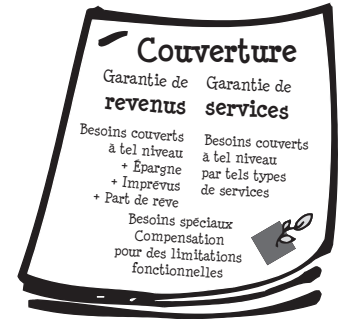 Couverture
Garantie de
revenus
Besoins couverts
à tel niveau
+ Épargne
+ Imprévus
+ Part de rêve
Garantie de
services
Besoins couverts
à tel niveau
par tels types
de services
Besoins spéciaux
Compensation
pour des limitations
fonctionnelles